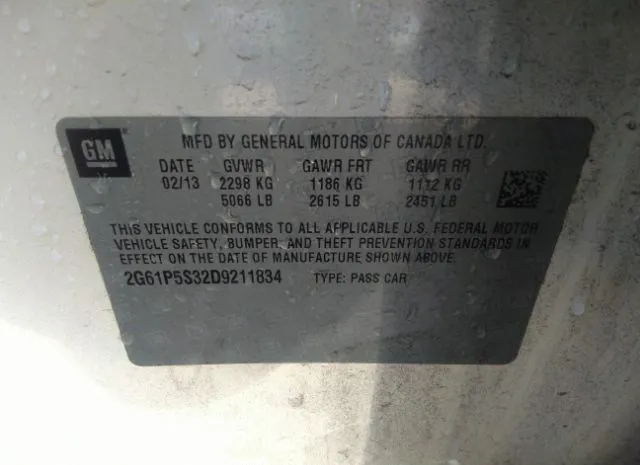 GM
MFD BY GENERAL MOTORS OF CANADA LTD.
DATE GVWR GAWR FRT GAWR RR
02/13 2298 KG 1186 KG 1112 KG
5066 LB 2615 LB 2451 LB
THIS VEHICLE CONFORMS TO ALL APPLICABLE U.S. FEDERAL MOTOR
VEHICLE SAFETY, BUMPER, AND THEFT PREVENTION STANDARDS IN
EFFECT ON THE DATE OF MANUFACTURE SHOWN ABOVE.
2G61P5S32D9211834 TYPE: PASS CAR